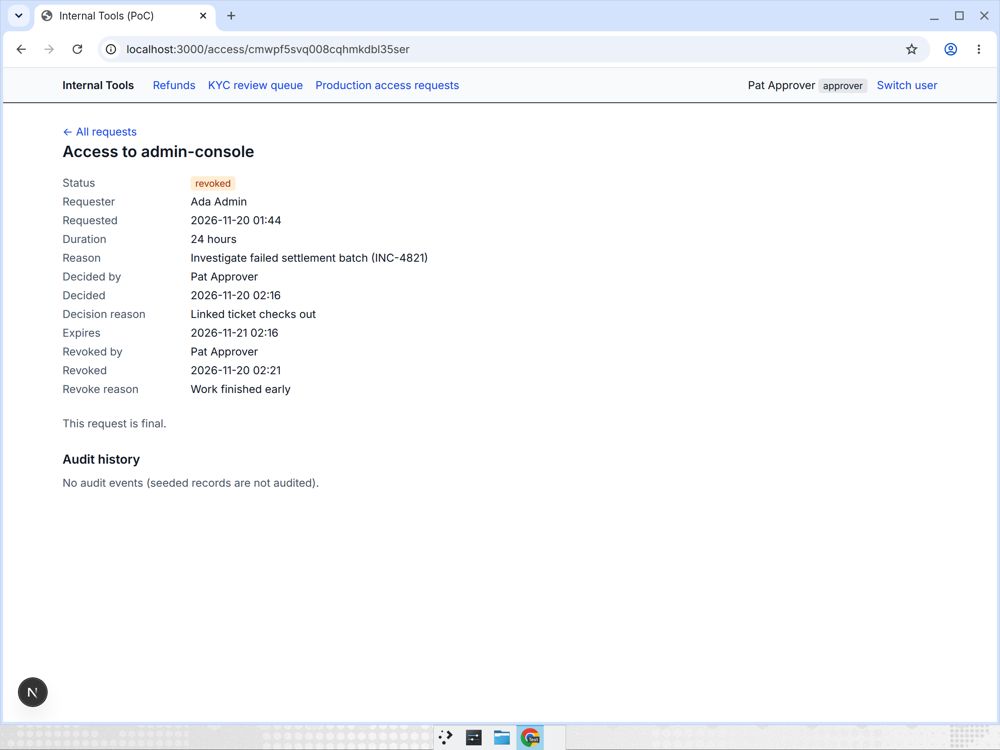 Internal Tools (PoC)
localhost:3000/access/cmwpf5svq008cqhmkdbl35ser
Internal Tools Refunds KYC review queue Production access requests Pat Approver approver Switch user
← All requests
Access to admin-console
Status revoked
Requester Ada Admin
Requested 2026-11-20 01:44
Duration 24 hours
Reason Investigate failed settlement batch (INC-4821)
Decided by Pat Approver
Decided 2026-11-20 02:16
Decision reason Linked ticket checks out
Expires 2026-11-21 02:16
Revoked by Pat Approver
Revoked 2026-11-20 02:21
Revoke reason Work finished early
This request is final.
Audit history
No audit events (seeded records are not audited).
N